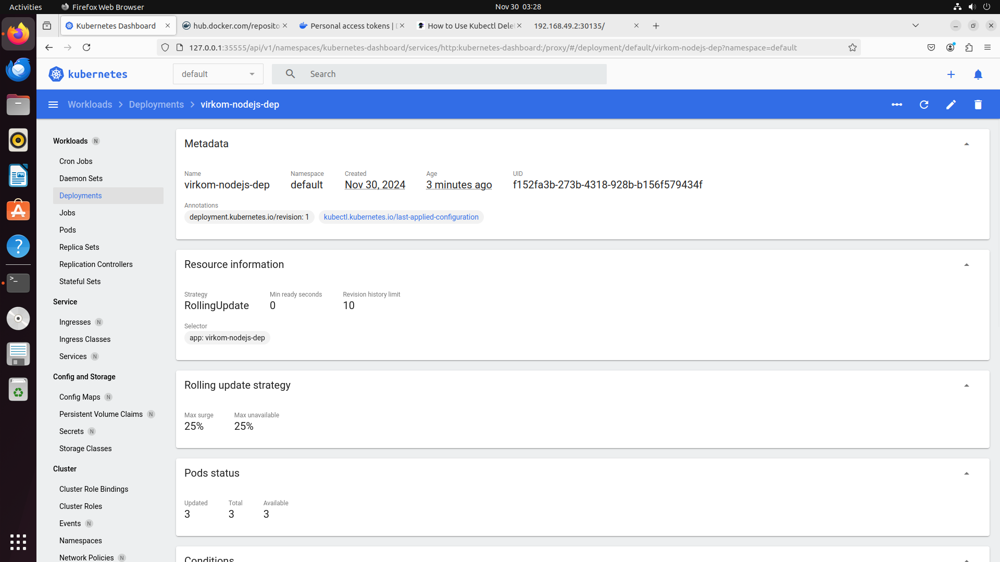 Activities
Firefox Web Browser
Nov 30 03:28
Kubernetes Dashboard
hub.docker.com/reposito
Personal access tokens | D
How to Use Kubectl Dele
192.168.49.2:30135/
127.0.0.1:35555/api/v1/namespaces/kubernetes-dashboard/services/http:kubernetes-dashboard:/proxy/#/deployment/default/virkom-nodejs-dep?namespace=default
kubernetes
default
Search
Workloads
Deployments
virkom-nodejs-dep
Workloads N
Cron Jobs
Daemon Sets
Deployments
Jobs
Pods
Replica Sets
Replication Controllers
Stateful Sets
Service
Ingresses N
Ingress Classes
Services N
Config and Storage
Config Maps N
Persistent Volume Claims N
Secrets N
Storage Classes
Cluster
Cluster Role Bindings
Cluster Roles
Events N
Namespaces
Network Policies N
Metadata
Name
virkom-nodejs-dep
Namespace
default
Created
Nov 30, 2024
Age
3 minutes ago
UID
f152fa3b-273b-4318-928b-b156f579434f
Annotations
deployment.kubernetes.io/revision: 1
kubectl.kubernetes.io/last-applied-configuration
Resource information
Strategy
RollingUpdate
Min ready seconds
0
Revision history limit
10
Selector
app: virkom-nodejs-dep
Rolling update strategy
Max surge
25%
Max unavailable
25%
Pods status
Updated
3
Total
3
Available
3
Conditions